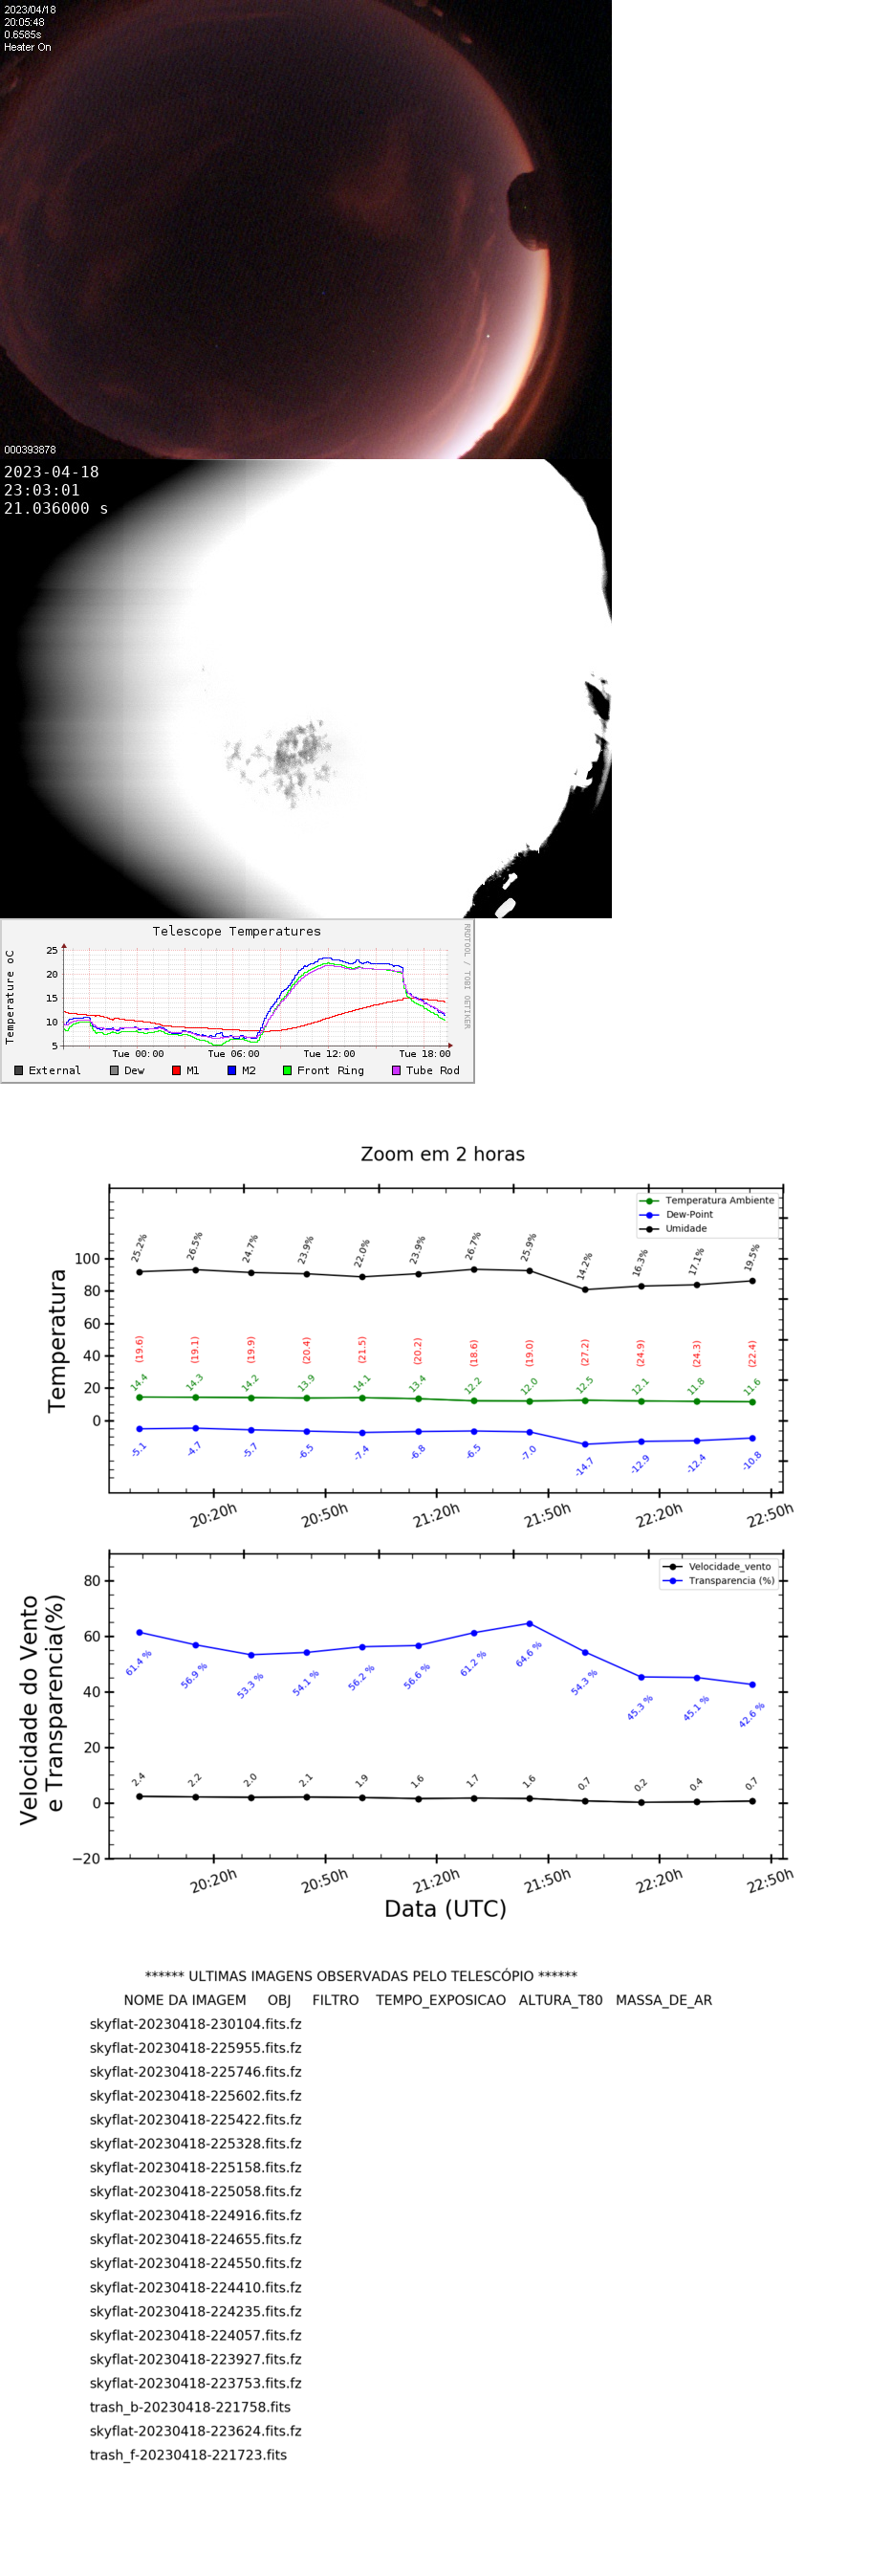 2023/04/18
20:05:48
0.6585s
Heater On
000393878
2023-04-18
23:03:01
21.036000 s
Telescope Temperatures
RRDTOOL / TOBI OETIKER
Temperature oC
25
20
15
10
5
Tue 00:00 Tue 06:00 Tue 12:00 Tue 18:00
External Dew M1 M2 Front Ring Tube Rod
Zoom em 2 horas
Temperatura Ambiente
Dew-Point
Umidade
Temperatura
100
80
60
40
20
0
25.2% 26.5% 24.7% 23.9% 22.0% 23.9% 26.7% 25.9% 14.2% 16.3% 17.1% 19.5%
(19.6) (19.1) (19.9) (20.4) (21.5) (20.2) (18.6) (19.0) (27.2) (24.9) (24.3) (22.4)
14.4 14.3 14.2 13.9 14.1 13.4 12.2 12.0 12.5 12.1 11.8 11.6
-5.1 -4.7 -5.7 -6.5 -7.4 -6.8 -6.5 -7.0 -14.7 -12.9 -12.4 -10.8
20:20h 20:50h 21:20h 21:50h 22:20h 22:50h
Velocidade_vento
Transparencia (%)
Velocidade do Vento
e Transparencia(%)
80
60
40
20
0
−20
61.4 % 56.9 % 53.3 % 54.1 % 56.2 % 56.6 % 61.2 % 64.6 % 54.3 % 45.3 % 45.1 % 42.6 %
2.4 2.2 2.0 2.1 1.9 1.6 1.7 1.6 0.7 0.2 0.4 0.7
20:20h 20:50h 21:20h 21:50h 22:20h 22:50h
Data (UTC)
****** ULTIMAS IMAGENS OBSERVADAS PELO TELESCÓPIO ******
NOME DA IMAGEM OBJ FILTRO TEMPO_EXPOSICAO ALTURA_T80 MASSA_DE_AR
skyflat-20230418-230104.fits.fz
skyflat-20230418-225955.fits.fz
skyflat-20230418-225746.fits.fz
skyflat-20230418-225602.fits.fz
skyflat-20230418-225422.fits.fz
skyflat-20230418-225328.fits.fz
skyflat-20230418-225158.fits.fz
skyflat-20230418-225058.fits.fz
skyflat-20230418-224916.fits.fz
skyflat-20230418-224655.fits.fz
skyflat-20230418-224550.fits.fz
skyflat-20230418-224410.fits.fz
skyflat-20230418-224235.fits.fz
skyflat-20230418-224057.fits.fz
skyflat-20230418-223927.fits.fz
skyflat-20230418-223753.fits.fz
trash_b-20230418-221758.fits
skyflat-20230418-223624.fits.fz
trash_f-20230418-221723.fits